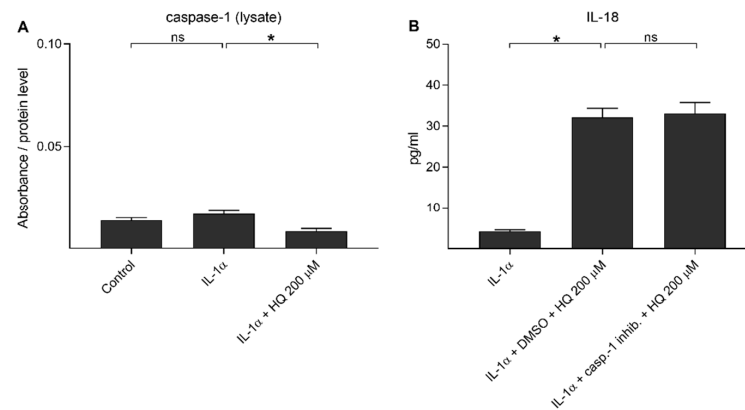 A
caspase-1 (lysate)
ns
*
0.10
0.05
Absorbance / protein level
Control
IL-1α
IL-1α + HQ 200 μM
B
IL-18
*
ns
50
40
30
20
10
pg/ml
IL-1α
IL-1α + DMSO + HQ 200 μM
IL-1α + casp.-1 inhib. + HQ 200 μM